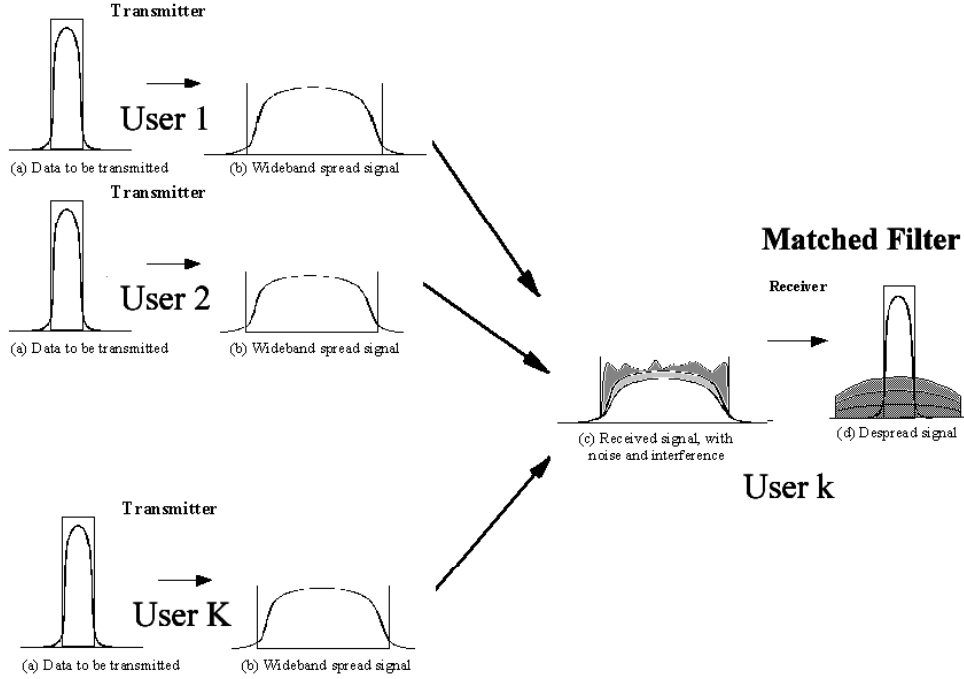 Transmitter
User 1
(a) Data to be transmitted
(b) Wideband spread signal
Transmitter
User 2
(a) Data to be transmitted
(b) Wideband spread signal
Matched Filter
Receiver
(c) Received signal, with
noise and interference
(d) Despread signal
User k
Transmitter
User K
(a) Data to be transmitted
(b) Wideband spread signal